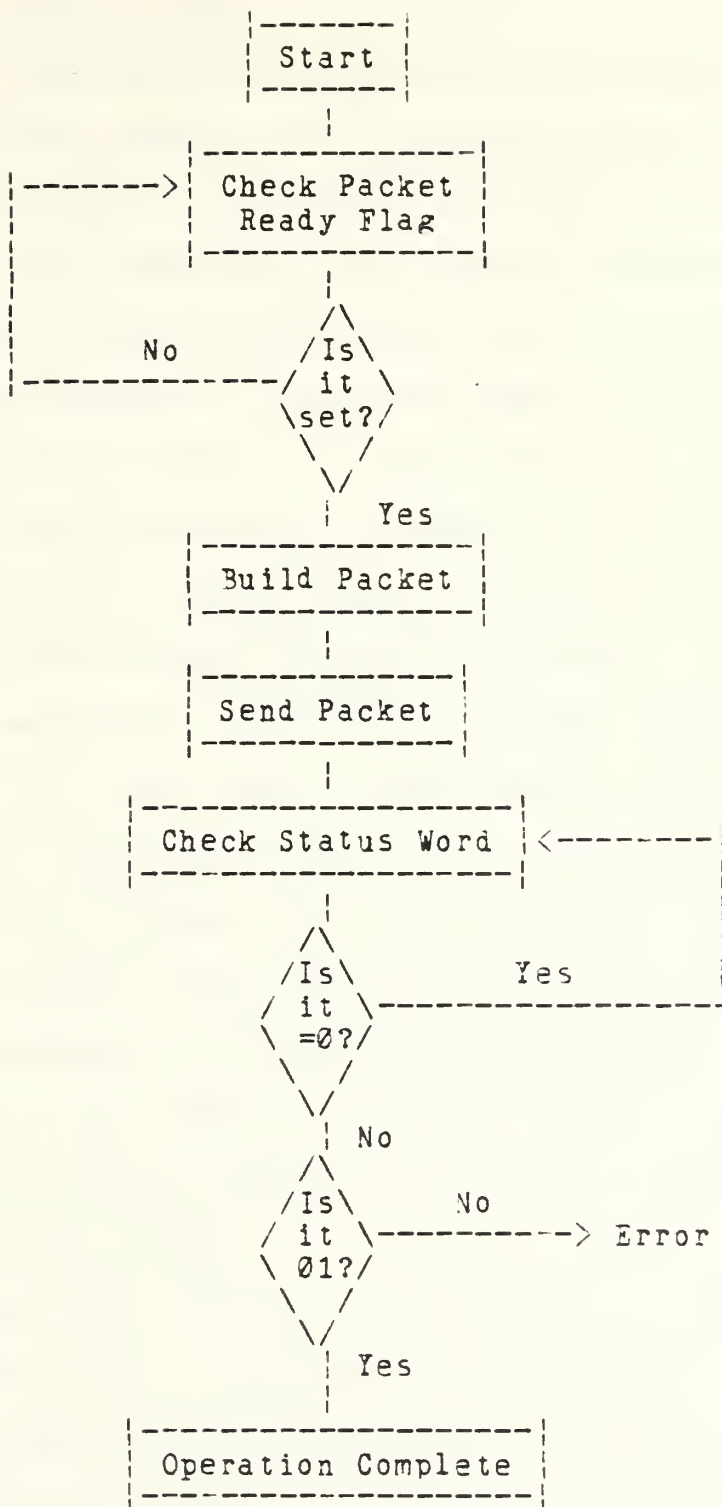 Start
Check Packet
Ready Flag
No
Is
it
set?
Yes
Build Packet
Send Packet
Check Status Word
Is
it
=0?
Yes
No
Is
it
01?
No
Error
Yes
Operation Complete